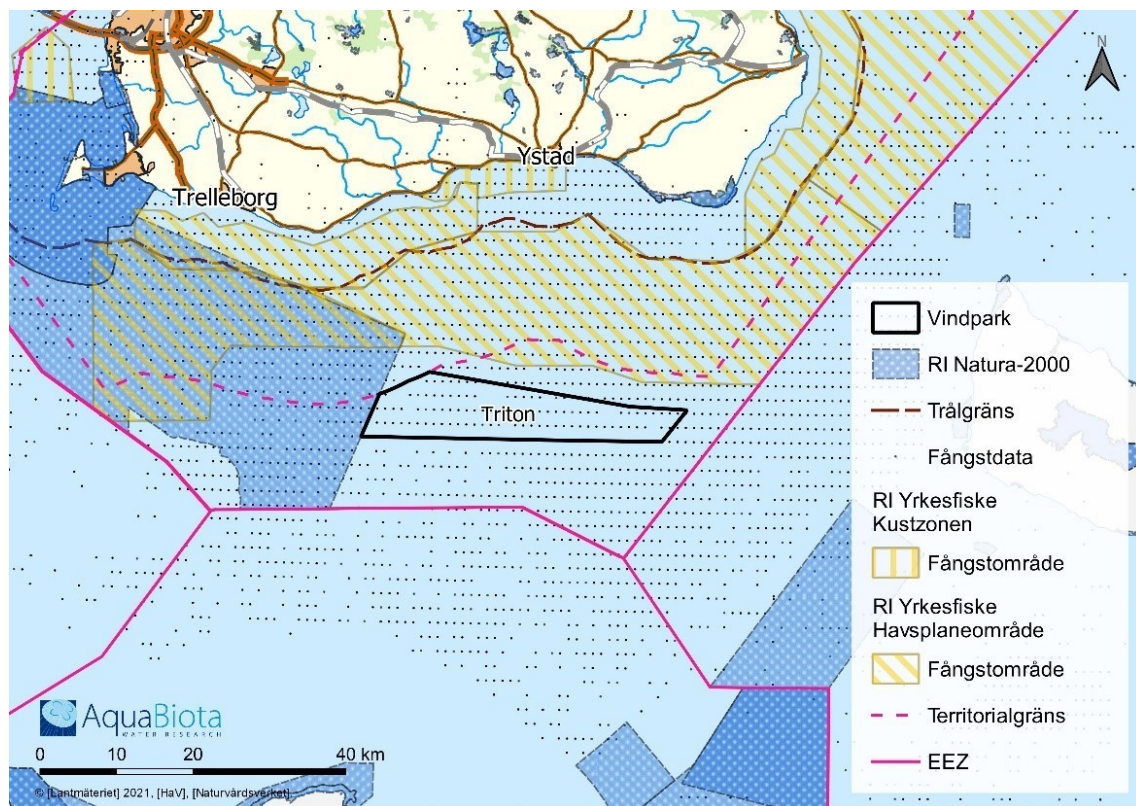 N
Ystad
Trelleborg
Triton
Vindpark
RI Natura-2000
Trålgräns
Fångstdata
RI Yrkesfiske
Kustzonen
Fångstområde
RI Yrkesfiske
Havsplaneområde
Fångstområde
Territorialgräns
EEZ
AquaBiota
WATER RESEARCH
0 10 20 40 km
© [Lantmäteriet] 2021, [HaV], [Naturvårdsverket],